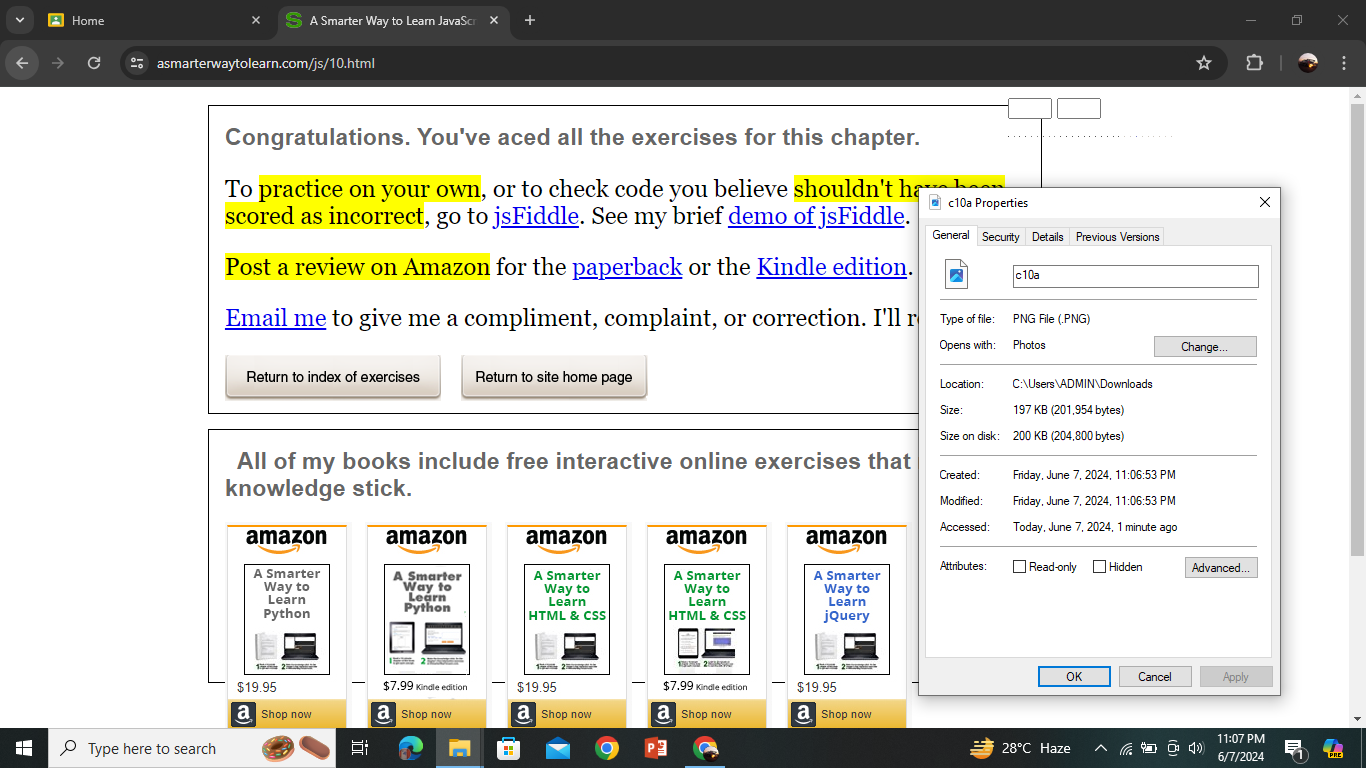 Home
A Smarter Way to Learn JavaScr
asmarterwaytolearn.com/js/10.html
Congratulations. You've aced all the exercises for this chapter.
To practice on your own, or to check code you believe shouldn't have been
scored as incorrect, go to jsFiddle. See my brief demo of jsFiddle.
Post a review on Amazon for the paperback or the Kindle edition.
Email me to give me a compliment, complaint, or correction. I'll r
Return to index of exercises
Return to site home page
All of my books include free interactive online exercises that
knowledge stick.
amazon
A Smarter
Way to
Learn
Python
$19.95
Shop now
amazon
A Smarter
Way to
Learn
Python
$7.99 Kindle edition
Shop now
amazon
A Smarter
Way to
Learn
HTML & CSS
$19.95
Shop now
amazon
A Smarter
Way to
Learn
HTML & CSS
$7.99 Kindle edition
Shop now
amazon
A Smarter
Way to
Learn
jQuery
$19.95
Shop now
c10a Properties
General Security Details Previous Versions
c10a
Type of file: PNG File (.PNG)
Opens with: Photos Change...
Location: C:\Users\ADMIN\Downloads
Size: 197 KB (201,954 bytes)
Size on disk: 200 KB (204,800 bytes)
Created: Friday, June 7, 2024, 11:06:53 PM
Modified: Friday, June 7, 2024, 11:06:53 PM
Accessed: Today, June 7, 2024, 1 minute ago
Attributes: Read-only Hidden Advanced...
OK Cancel Apply
Type here to search
28°C Haze
11:07 PM
6/7/2024
1
PRE